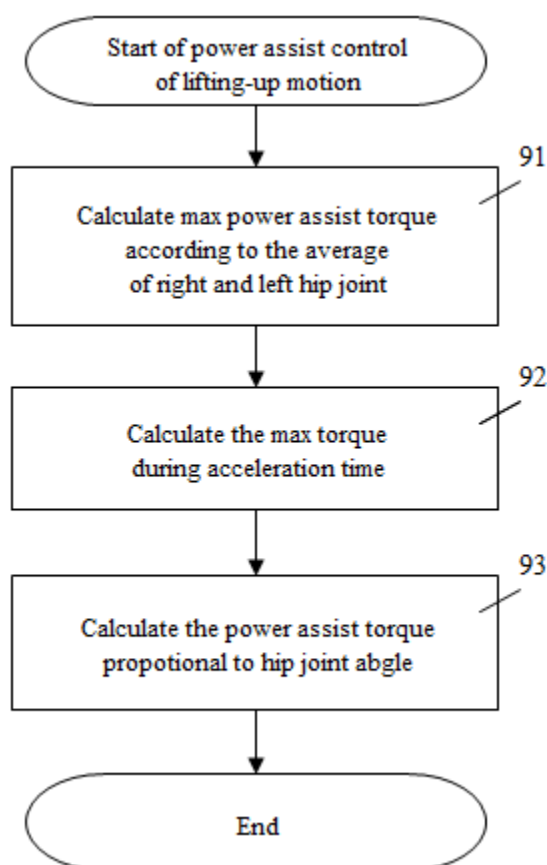 Start of power assist control
of lifting-up motion
91
Calculate max power assist torque
according to the average
of right and left hip joint
92
Calculate the max torque
during acceleration time
93
Calculate the power assist torque
propotional to hip joint abgle
End